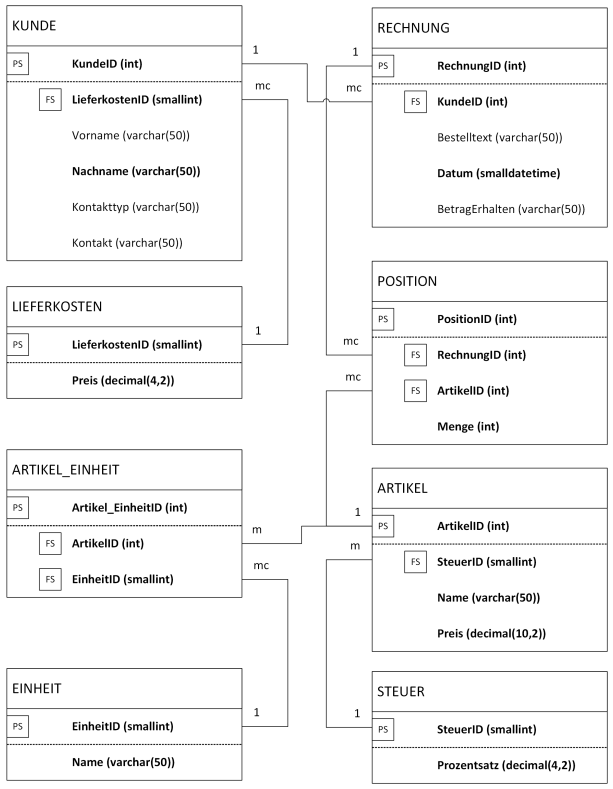 KUNDE
PS KundeID (int)
FS LieferkostenID (smallint)
Vorname (varchar(50))
Nachname (varchar(50))
Kontakttyp (varchar(50))
Kontakt (varchar(50))
1
mc
LIEFERKOSTEN
PS LieferkostenID (smallint)
Preis (decimal(4,2))
1
ARTIKEL_EINHEIT
PS Artikel_EinheitID (int)
FS ArtikelID (int)
FS EinheitID (smallint)
m
mc
EINHEIT
PS EinheitID (smallint)
Name (varchar(50))
1
RECHNUNG
1
PS RechnungID (int)
mc
FS KundeID (int)
Bestelltext (varchar(50))
Datum (smalldatetime)
BetragErhalten (varchar(50))
POSITION
PS PositionID (int)
mc
FS RechnungID (int)
mc
FS ArtikelID (int)
Menge (int)
ARTIKEL
1
PS ArtikelID (int)
m
FS SteuerID (smallint)
Name (varchar(50))
Preis (decimal(10,2))
STEUER
1
PS SteuerID (smallint)
Prozentsatz (decimal(4,2))